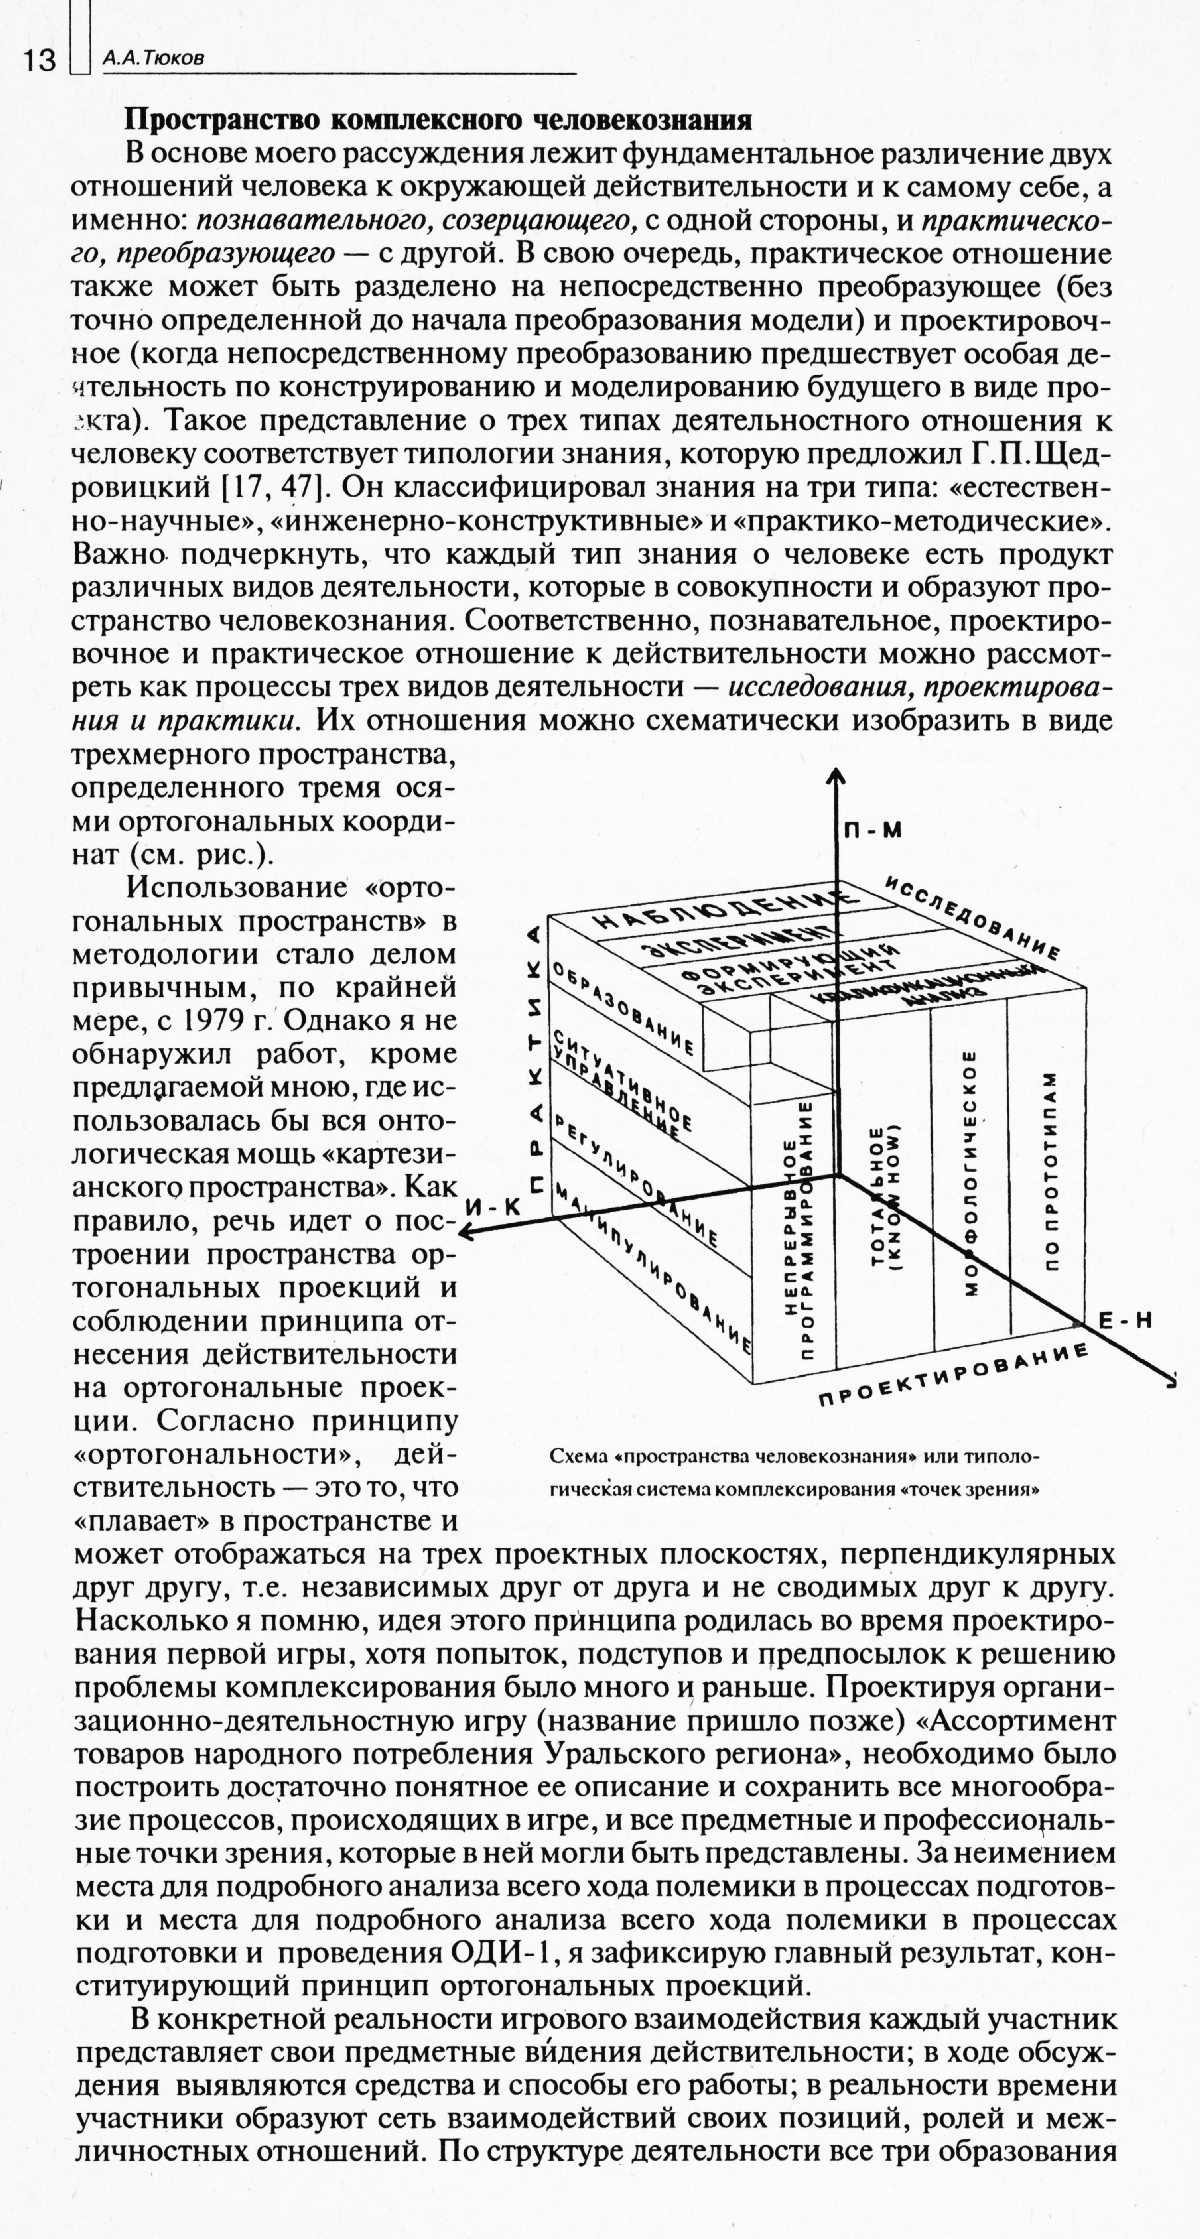 13
А.А.Тюков
Пространство комплексного человекознания
В основе моего рассуждения лежит фундаментальное различение двух
отношений человека к окружающей действительности и к самому себе, а
именно: познавательного, созерцающего, с одной стороны, и практическо-
го, преобразующего — с другой. В свою очередь, практическое отношение
также может быть разделено на непосредственно преобразующее (без
точно определенной до начала преобразования модели) и проектировоч-
ное (когда непосредственному преобразованию предшествует особая де-
ятельность по конструированию и моделированию будущего в виде про-
екта). Такое представление о трех типах деятельностного отношения к
человеку соответствует типологии знания, которую предложил Г.П.Щед-
ровицкий [17, 47]. Он классифицировал знания на три типа: «естествен-
но-научные», «инженерно-конструктивные» и «практико-методические».
Важно подчеркнуть, что каждый тип знания о человеке есть продукт
различных видов деятельности, которые в совокупности и образуют про-
странство человекознания. Соответственно, познавательное, проектиро-
вочное и практическое отношение к действительности можно рассмот-
реть как процессы трех видов деятельности — исследования, проектирова-
ния и практики. Их отношения можно схематически изобразить в виде
трехмерного пространства,
определенного тремя ося-
ми ортогональных коорди-
нат (см. рис.).
Использование «орто-
гональных пространств» в
методологии стало делом
привычным, по крайней
мере, с 1979 г. Однако я не
обнаружил работ, кроме
предлагаемой мною, где ис-
пользовалась бы вся онто-
логическая мощь «картези-
анского пространства». Как
правило, речь идет о пос-
троении пространства ор-
тогональных проекций и
соблюдении принципа от-
несения действительности
на ортогональные проек-
ции. Согласно принципу
«ортогональности», дей-
ствительность — это то, что
«плавает» в пространстве и
П - М
ИССЛЕДОВАНИЕ
НАБЛЮДЕНИЕ
ЭКСПЕРИМЕНТ
ФОРМИРУЮЩИЙ
ЭКСПЕРИМЕНТ
КВАЛИФИКАЦИОННЫЙ
АНАЛИЗ
ПРАКТИКА
ОБРАЗОВАНИЕ
СИТУАТИВНОЕ
УПРАВЛЕНИЕ
РЕГУЛИРОВАНИЕ
МАНИПУЛИРОВАНИЕ
И - К
НЕПРЕРЫВНОЕ
ПРОГРАММИРОВАНИЕ
ТОТАЛЬНОЕ
(KNOW HOW)
МОРФОЛОГИЧЕСКОЕ
ПО ПРОТОТИПАМ
Е - Н
ПРОЕКТИРОВАНИЕ
Схема «пространства человекознания» или типоло-
гическая система комплексирования «точек зрения»
может отображаться на трех проектных плоскостях, перпендикулярных
друг другу, т.е. независимых друг от друга и не сводимых друг к другу.
Насколько я помню, идея этого принципа родилась во время проектиро-
вания первой игры, хотя попыток, подступов и предпосылок к решению
проблемы комплексирования было много и раньше. Проектируя органи-
зационно-деятельностную игру (название пришло позже) «Ассортимент
товаров народного потребления Уральского региона», необходимо было
построить достаточно понятное ее описание и сохранить все многообра-
зие процессов, происходящих в игре, и все предметные и профессиональ-
ные точки зрения, которые в ней могли быть представлены. За неимением
места для подробного анализа всего хода полемики в процессах подготов-
ки и места для подробного анализа всего хода полемики в процессах
подготовки и проведения ОДИ-1, я зафиксирую главный результат, кон-
ституирующий принцип ортогональных проекций.
В конкретной реальности игрового взаимодействия каждый участник
представляет свои предметные ви́дения действительности; в ходе обсуж-
дения выявляются средства и способы его работы; в реальности времени
участники образуют сеть взаимодействий своих позиций, ролей и меж-
личностных отношений. По структуре деятельности все три образования